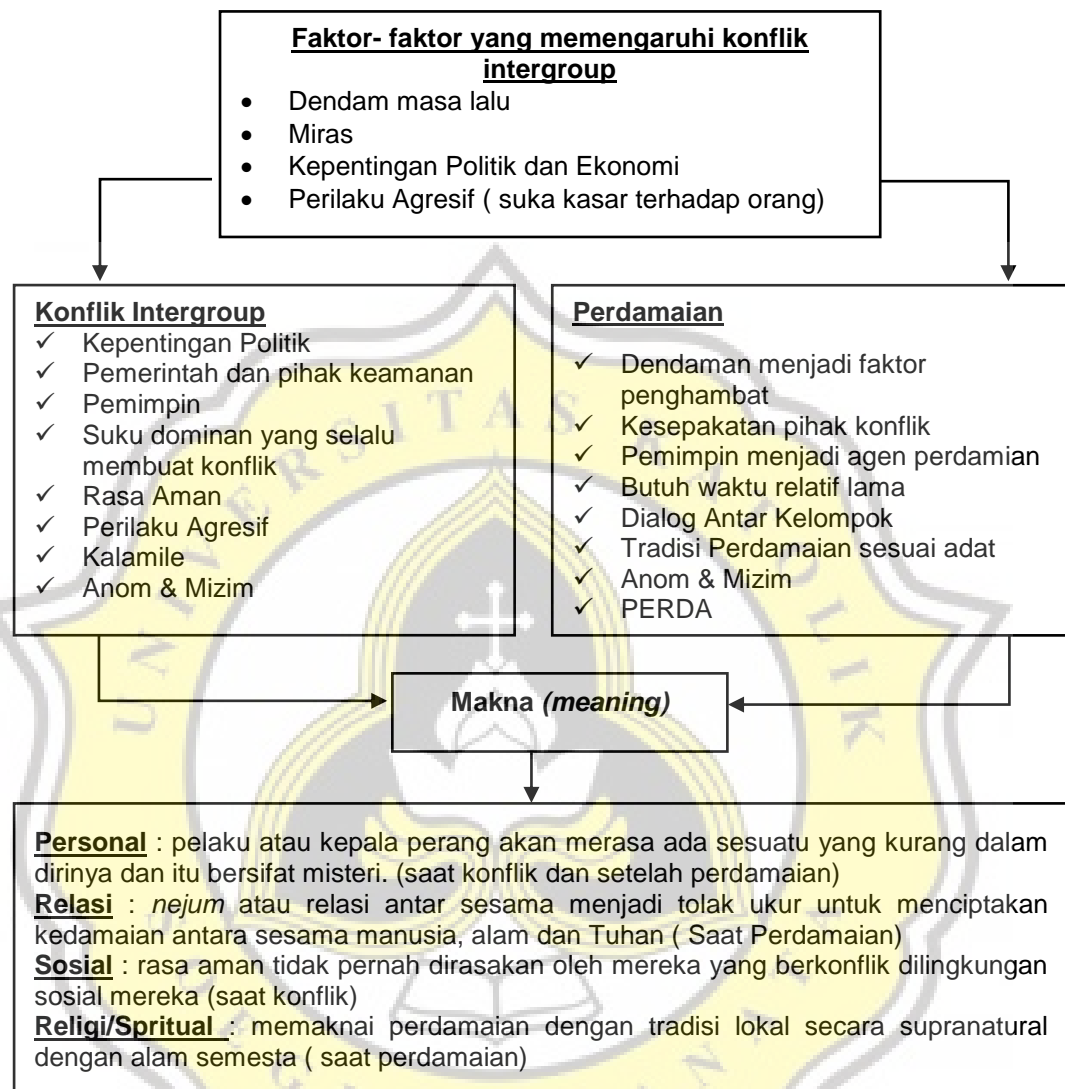 Faktor- faktor yang memengaruhi konflik
intergroup
• Dendam masa lalu
• Miras
• Kepentingan Politik dan Ekonomi
• Perilaku Agresif ( suka kasar terhadap orang)
Konflik Intergroup
✓ Kepentingan Politik
✓ Pemerintah dan pihak keamanan
✓ Pemimpin
✓ Suku dominan yang selalu
membuat konflik
✓ Rasa Aman
✓ Perilaku Agresif
✓ Kalamile
✓ Anom & Mizim
Perdamaian
✓ Dendaman menjadi faktor
penghambat
✓ Kesepakatan pihak konflik
✓ Pemimpin menjadi agen perdamian
✓ Butuh waktu relatif lama
✓ Dialog Antar Kelompok
✓ Tradisi Perdamaian sesuai adat
✓ Anom & Mizim
✓ PERDA
Makna (meaning)
Personal : pelaku atau kepala perang akan merasa ada sesuatu yang kurang dalam
dirinya dan itu bersifat misteri. (saat konflik dan setelah perdamaian)
Relasi : nejum atau relasi antar sesama menjadi tolak ukur untuk menciptakan
kedamaian antara sesama manusia, alam dan Tuhan ( Saat Perdamaian)
Sosial : rasa aman tidak pernah dirasakan oleh mereka yang berkonflik dilingkungan
sosial mereka (saat konflik)
Religi/Spritual : memaknai perdamaian dengan tradisi lokal secara supranatural
dengan alam semesta ( saat perdamaian)
UNIVERSITAS KATOLIK